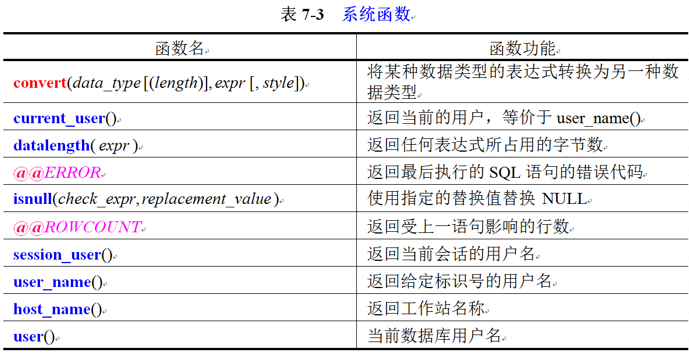 表 7-3 系统函数
函数名 函数功能
convert(data_type [(length)], expr [, style]) 将某种数据类型的表达式转换为另一种数据类型
current_user() 返回当前的用户，等价于 user_name()
datalength( expr ) 返回任何表达式所占用的字节数
@@ERROR 返回最后执行的 SQL 语句的错误代码
isnull(check_expr,replacement_value ) 使用指定的替换值替换 NULL
@@ROWCOUNT 返回受上一语句影响的行数
session_user() 返回当前会话的用户名
user_name() 返回给定标识号的用户名
host_name() 返回工作站名称
user() 当前数据库用户名